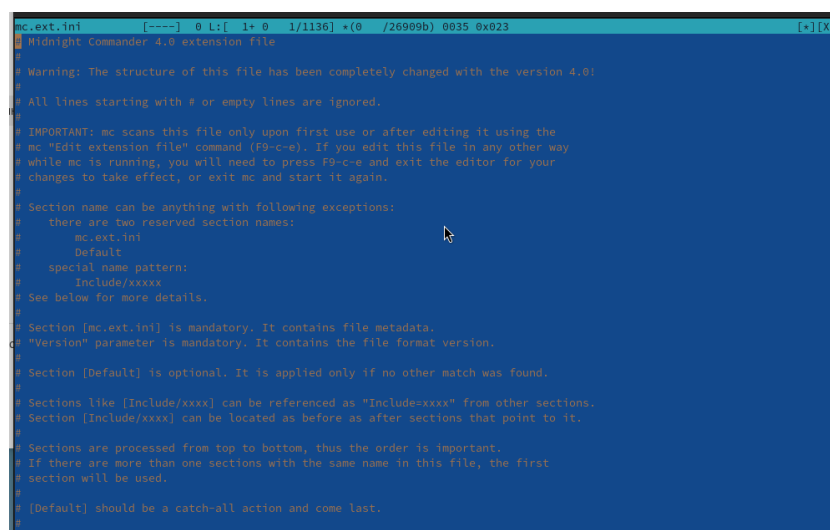 mc.ext.ini [----] 0 L:[ 1+ 0 1/1136] *(0 /26909b) 0035 0x023 [*][X
# Midnight Commander 4.0 extension file
#
# Warning: The structure of this file has been completely changed with the version 4.0!
#
# All lines starting with # or empty lines are ignored.
#
# IMPORTANT: mc scans this file only upon first use or after editing it using the
# mc "Edit extension file" command (F9-c-e). If you edit this file in any other way
# while mc is running, you will need to press F9-c-e and exit the editor for your
# changes to take effect, or exit mc and start it again.
#
# Section name can be anything with following exceptions:
#    there are two reserved section names:
#        mc.ext.ini
#        Default
#    special name pattern:
#        Include/xxxxx
# See below for more details.
#
# Section [mc.ext.ini] is mandatory. It contains file metadata.
# "Version" parameter is mandatory. It contains the file format version.
#
# Section [Default] is optional. It is applied only if no other match was found.
#
# Sections like [Include/xxxx] can be referenced as "Include=xxxx" from other sections.
# Section [Include/xxxx] can be located as before as after sections that point to it.
#
# Sections are processed from top to bottom, thus the order is important.
# If there are more than one sections with the same name in this file, the first
# section will be used.
#
# [Default] should be a catch-all action and come last.
#